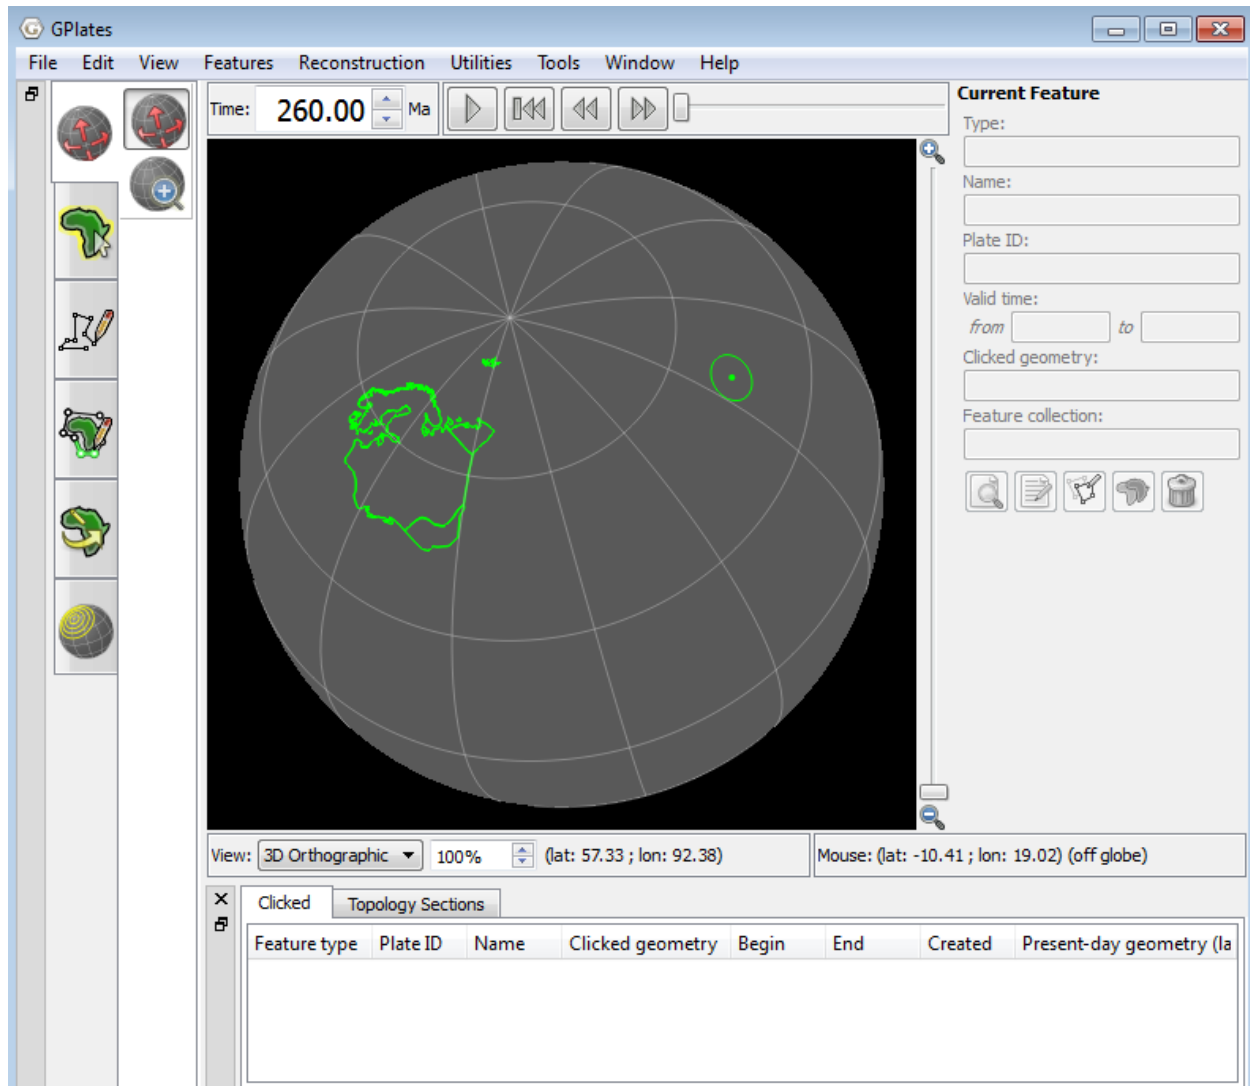 GPlates
File Edit View Features Reconstruction Utilities Tools Window Help
Time: 260.00 Ma
Current Feature
Type:
Name:
Plate ID:
Valid time:
from to
Clicked geometry:
Feature collection:
View: 3D Orthographic 100% (lat: 57.33 ; lon: 92.38) Mouse: (lat: -10.41 ; lon: 19.02) (off globe)
Clicked Topology Sections
Feature type Plate ID Name Clicked geometry Begin End Created Present-day geometry (la